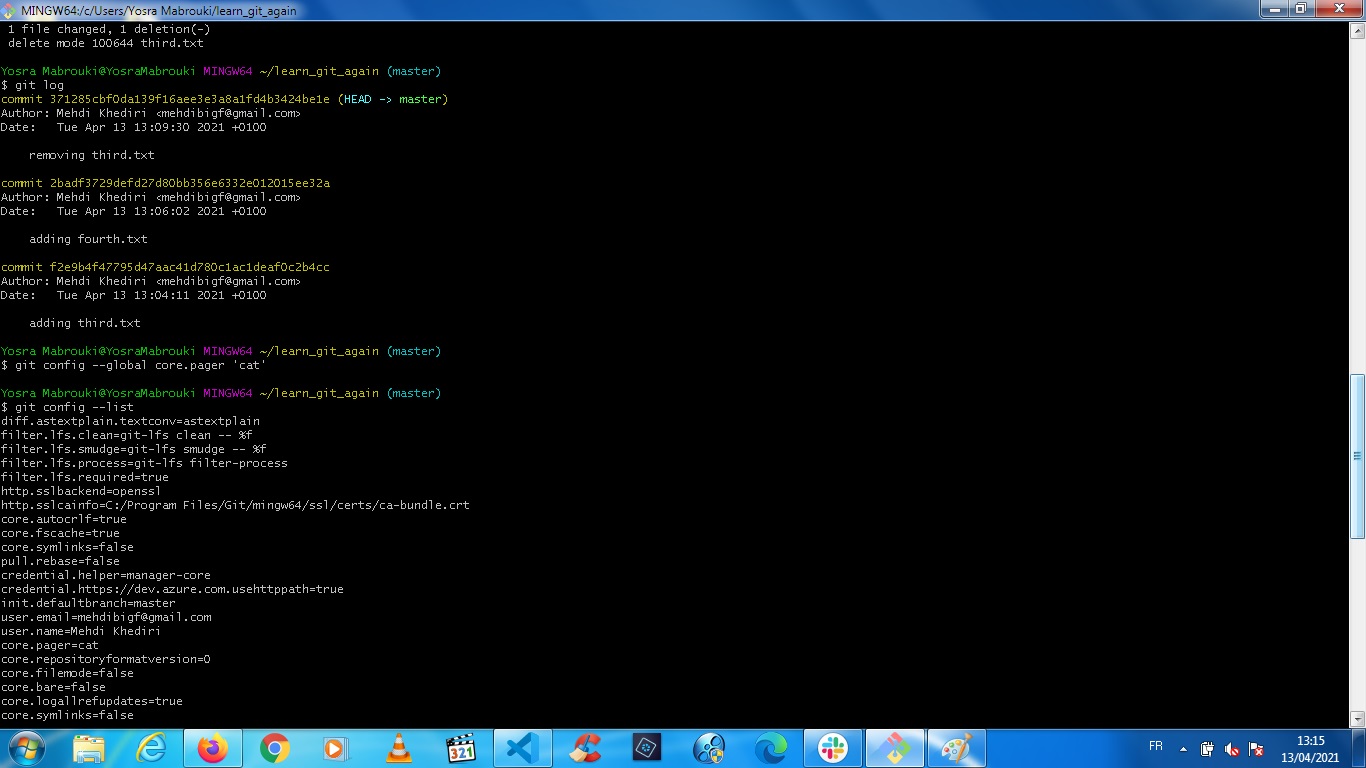 MINGW64:/c/Users/Yosra Mabrouki/learn_git_again
1 file changed, 1 deletion(-)
delete mode 100644 third.txt
Yosra Mabrouki@YosraMabrouki MINGW64 ~/learn_git_again (master)
$ git log
commit 371285cbf0da139f16aee3e3a8a1fd4b3424be1e (HEAD -> master)
Author: Mehdi Khediri <mehdibigf@gmail.com>
Date:   Tue Apr 13 13:09:30 2021 +0100
removing third.txt
commit 2badf3729defd27d80bb356e6332e012015ee32a
Author: Mehdi Khediri <mehdibigf@gmail.com>
Date:   Tue Apr 13 13:06:02 2021 +0100
adding fourth.txt
commit f2e9b4f47795d47aac41d780c1ac1deaf0c2b4cc
Author: Mehdi Khediri <mehdibigf@gmail.com>
Date:   Tue Apr 13 13:04:11 2021 +0100
adding third.txt
Yosra Mabrouki@YosraMabrouki MINGW64 ~/learn_git_again (master)
$ git config --global core.pager 'cat'
Yosra Mabrouki@YosraMabrouki MINGW64 ~/learn_git_again (master)
$ git config --list
diff.astextplain.textconv=astextplain
filter.lfs.clean=git-lfs clean -- %f
filter.lfs.smudge=git-lfs smudge -- %f
filter.lfs.process=git-lfs filter-process
filter.lfs.required=true
http.sslbackend=openssl
http.sslcainfo=C:/Program Files/Git/mingw64/ssl/certs/ca-bundle.crt
core.autocrlf=true
core.fscache=true
core.symlinks=false
pull.rebase=false
credential.helper=manager-core
credential.https://dev.azure.com.usehttppath=true
init.defaultbranch=master
user.email=mehdibigf@gmail.com
user.name=Mehdi Khediri
core.pager=cat
core.repositoryformatversion=0
core.filemode=false
core.bare=false
core.logallrefupdates=true
core.symlinks=false
321
FR
13:15
13/04/2021